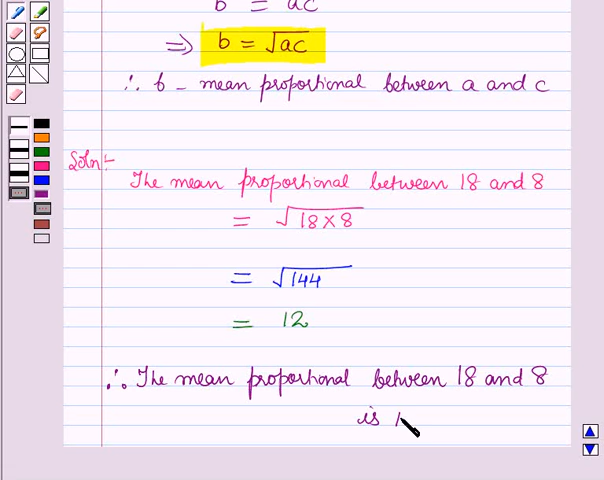 b = ac
⇒ b = √ac
∴ b - mean proportional between a and c
Soln:-
The mean proportional between 18 and 8
= √18×8
= √144
= 12
∴ The mean proportional between 18 and 8
is 1